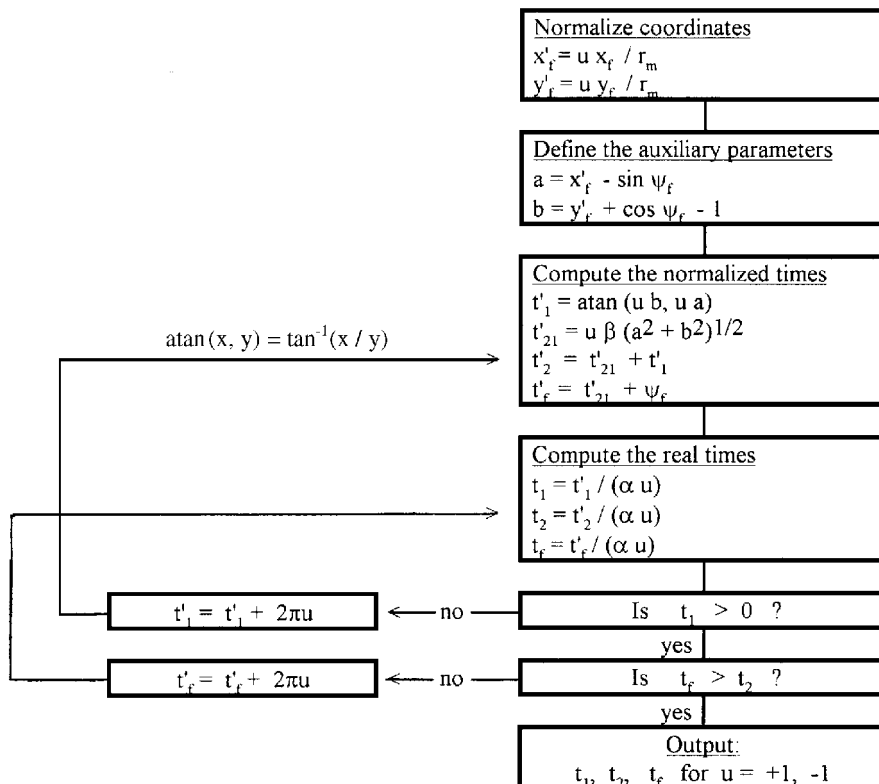 Normalize coordinates
x'f = u xf / rm
y'f = u yf / rm
Define the auxiliary parameters
a = x'f - sin ψf
b = y'f + cos ψf - 1
Compute the normalized times
t'1 = atan (u b, u a)
t'21 = u β (a2 + b2)1/2
t'2 = t'21 + t'1
t'f = t'21 + ψf
atan (x, y) = tan-1(x / y)
Compute the real times
t1 = t'1 / (α u)
t2 = t'2 / (α u)
tf = t'f / (α u)
Is t1 > 0 ?
no
t'1 = t'1 + 2πu
yes
Is tf > t2 ?
no
t'f = t'f + 2πu
yes
Output:
t1, t2, tf for u = +1, -1